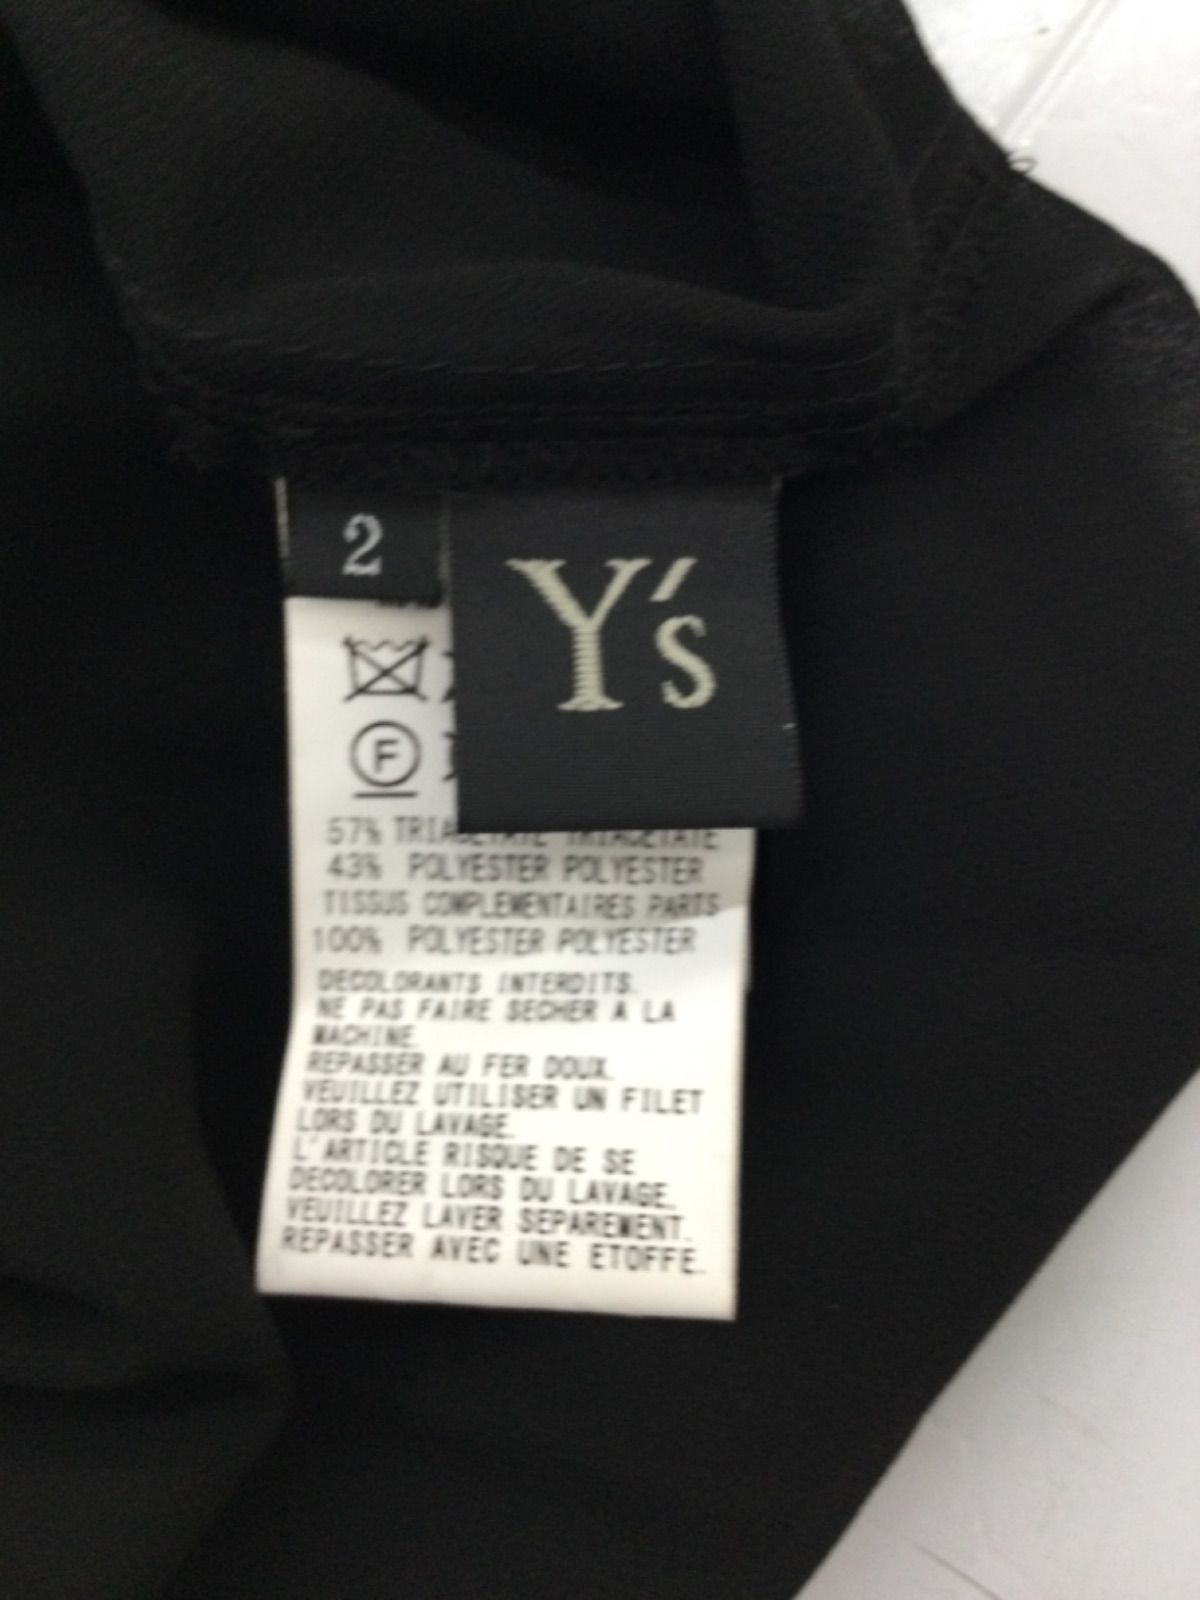 2
Y's
F
57% TRIACETATE TRIACETATE
43% POLYESTER POLYESTER
TISSUS COMPLEMENTAIRES PARTS
100% POLYESTER POLYESTER
DECOLORANTS INTERDITS.
NE PAS FAIRE SECHER A LA
MACHINE.
REPASSER AU FER DOUX.
VEUILLEZ UTILISER UN FILET
LORS DU LAVAGE.
L'ARTICLE RISQUE DE SE
DECOLORER LORS DU LAVAGE.
VEUILLEZ LAVER SEPAREMENT.
REPASSER AVEC UNE ETOFFE.